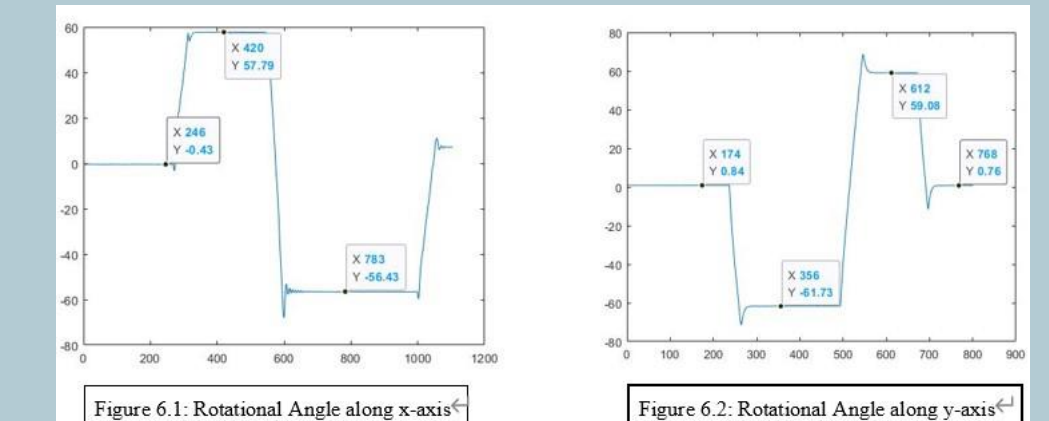 60
40
20
0
-20
-40
-60
-80
0 200 400 600 800 1000 1200
X 246
Y -0.43
X 420
Y 57.79
X 783
Y -56.43
Figure 6.1: Rotational Angle along x-axis↵
80
60
40
20
0
-20
-40
-60
-80
0 100 200 300 400 500 600 700 800 900
X 174
Y 0.84
X 356
Y -61.73
X 612
Y 59.08
X 768
Y 0.76
Figure 6.2: Rotational Angle along y-axis↵